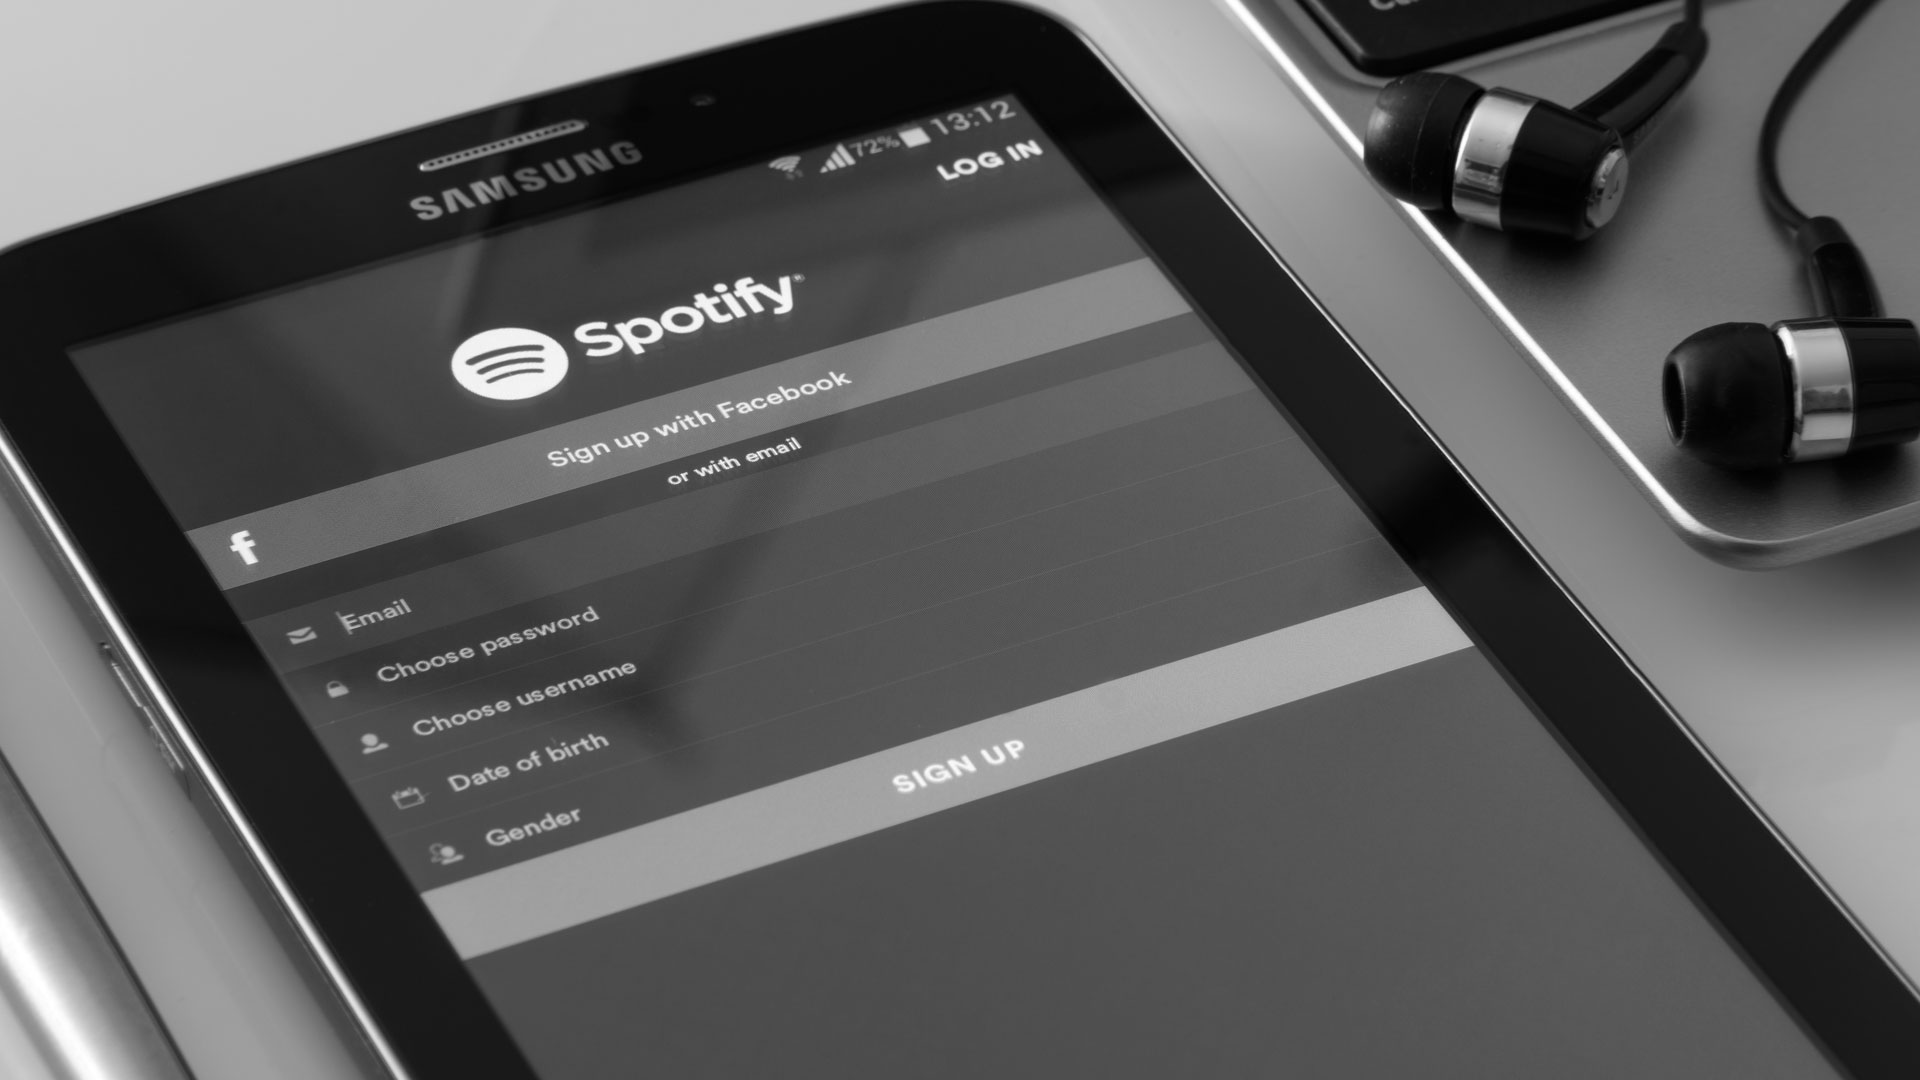 SAMSUNG
72% 13:12
LOG IN
Spotify®
Sign up with Facebook
or with email
Email
Choose password
Choose username
Date of birth
Gender
SIGN UP